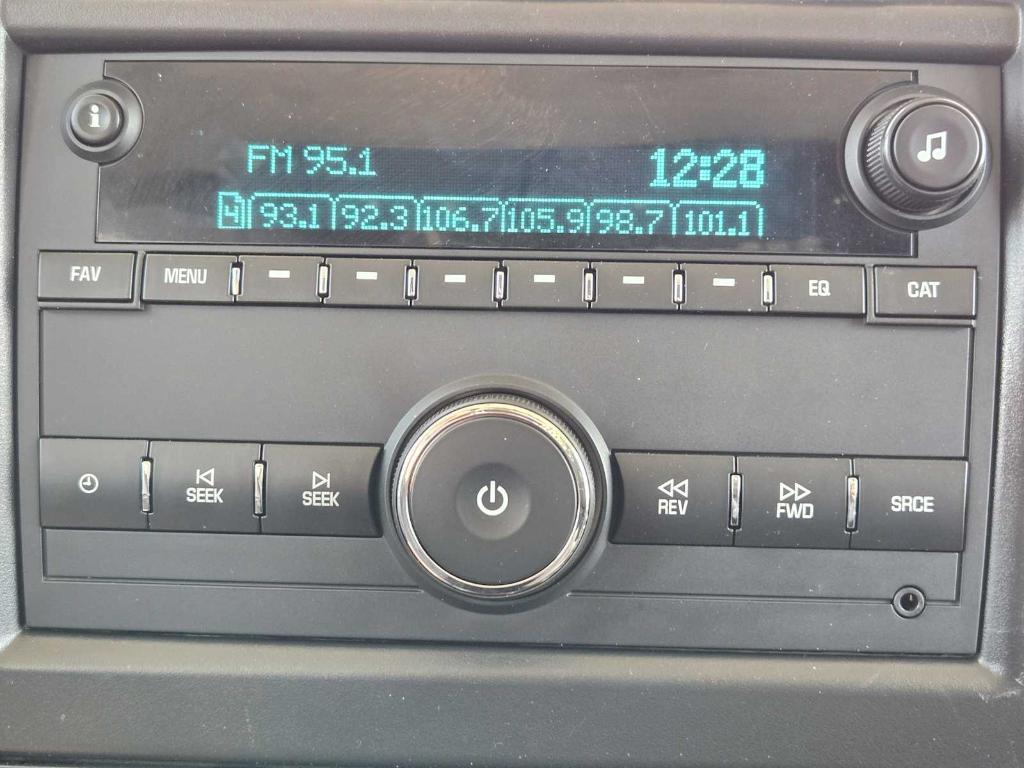 i
FM 95.1 12:28
4 93.1 92.3 106.7 105.9 98.7 101.1
FAV MENU EQ CAT
SEEK SEEK REV FWD SRCE